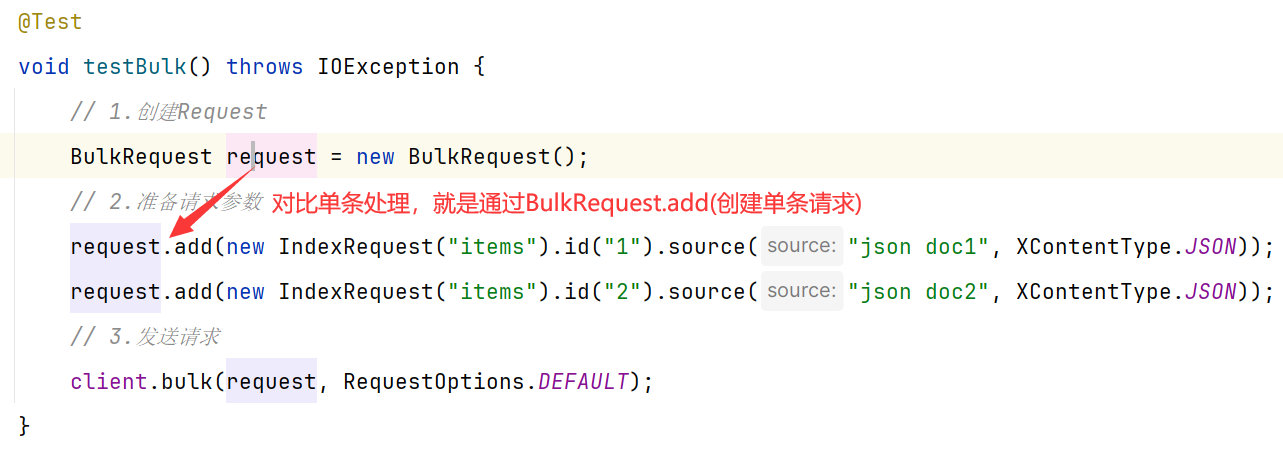 @Test
void testBulk() throws IOException {
// 1.创建Request
BulkRequest request = new BulkRequest();
// 2.准备请求参数 对比单条处理，就是通过BulkRequest.add(创建单条请求)
request.add(new IndexRequest("items").id("1").source( source: "json doc1", XContentType.JSON));
request.add(new IndexRequest("items").id("2").source( source: "json doc2", XContentType.JSON));
// 3.发送请求
client.bulk(request, RequestOptions.DEFAULT);
}